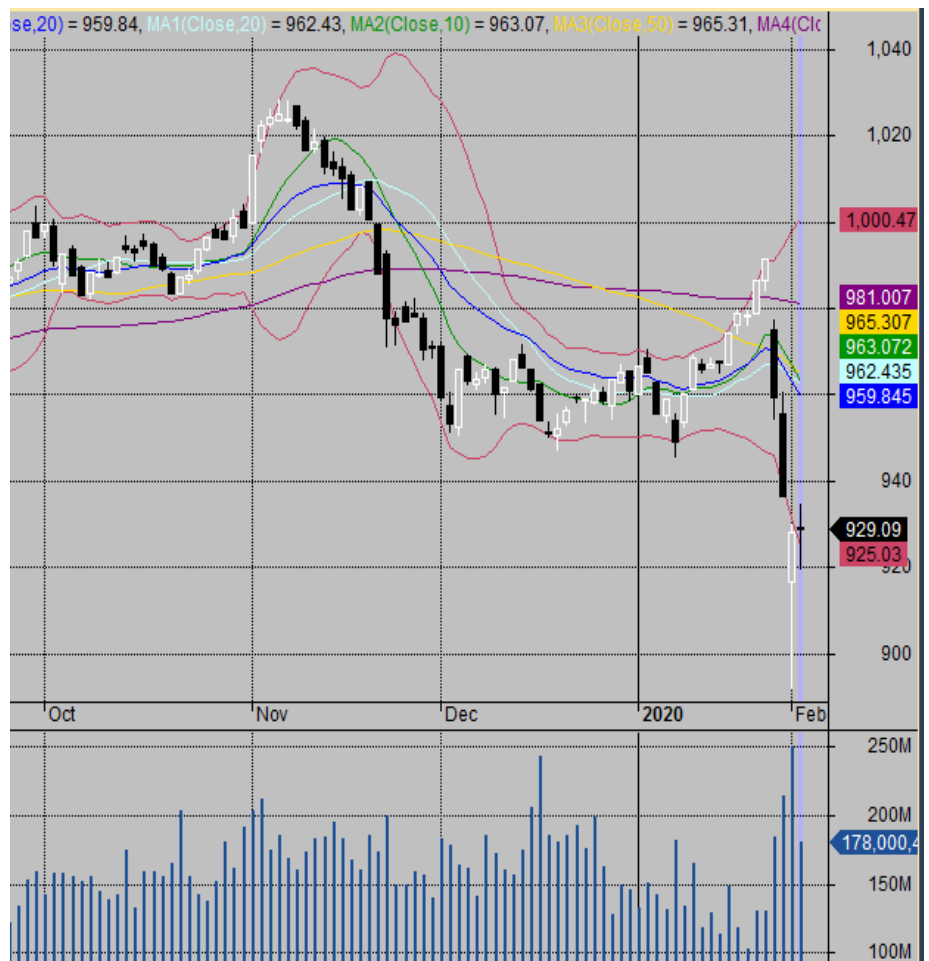 se,20) = 959.84, MA1(Close,20) = 962.43, MA2(Close,10) = 963.07, MA3(Close,50) = 965.31, MA4(Clo
1,040
1,020
1,000.47
981.007
965.307
963.072
962.435
959.845
940
929.09
925.03
920
900
Oct Nov Dec 2020 Feb
250M
200M
178,000,4
150M
100M